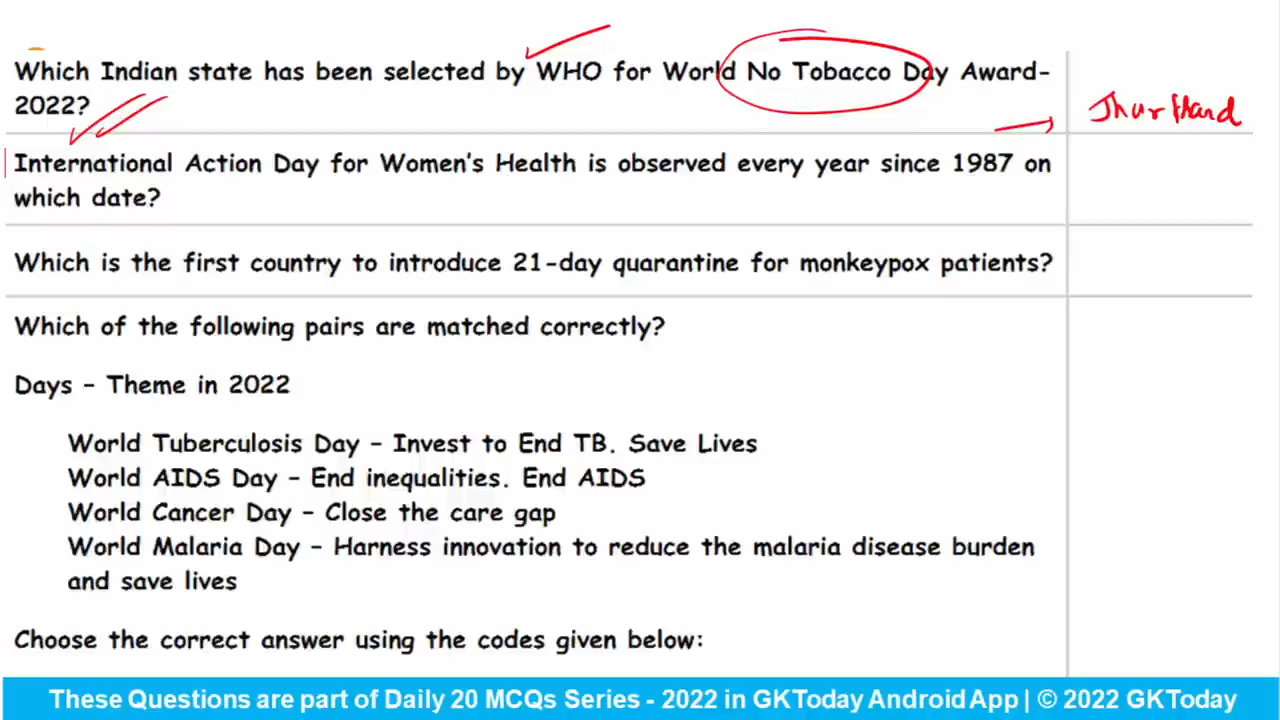 Which Indian state has been selected by WHO for World No Tobacco Day Award-
2022?
Jharkhand
International Action Day for Women's Health is observed every year since 1987 on
which date?
Which is the first country to introduce 21-day quarantine for monkeypox patients?
Which of the following pairs are matched correctly?
Days - Theme in 2022
World Tuberculosis Day - Invest to End TB. Save Lives
World AIDS Day - End inequalities. End AIDS
World Cancer Day - Close the care gap
World Malaria Day - Harness innovation to reduce the malaria disease burden
and save lives
Choose the correct answer using the codes given below:
These Questions are part of Daily 20 MCQs Series - 2022 in GKToday Android App | © 2022 GKToday